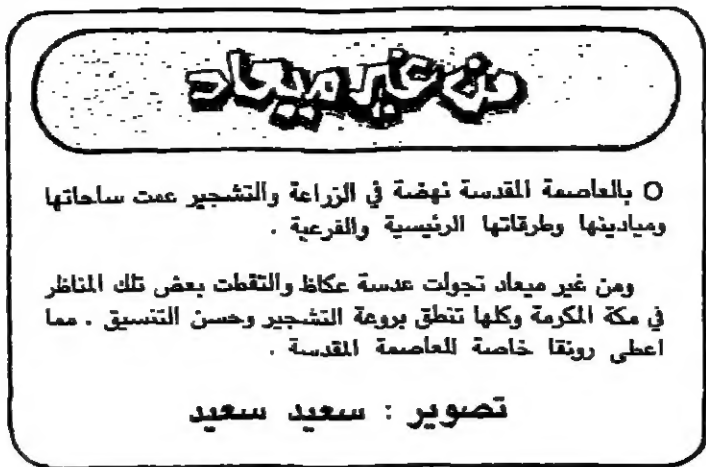 من غير ميعاد
O بالعاصمة المقدسة نهضة في الزراعة والتشجير عمت ساحاتها
وميادينها وطرقاتها الرئيسية والفرعية .
ومن غير ميعاد تجولت عدسة عكاظ والتقطت بعض تلك المناظر
في مكة المكرمة وكلها تنطق بروعة التشجير وحسن التنسيق . مما
اعطى رونقا خاصة للعاصمة المقدسة .
تصوير : سعيد سعيد